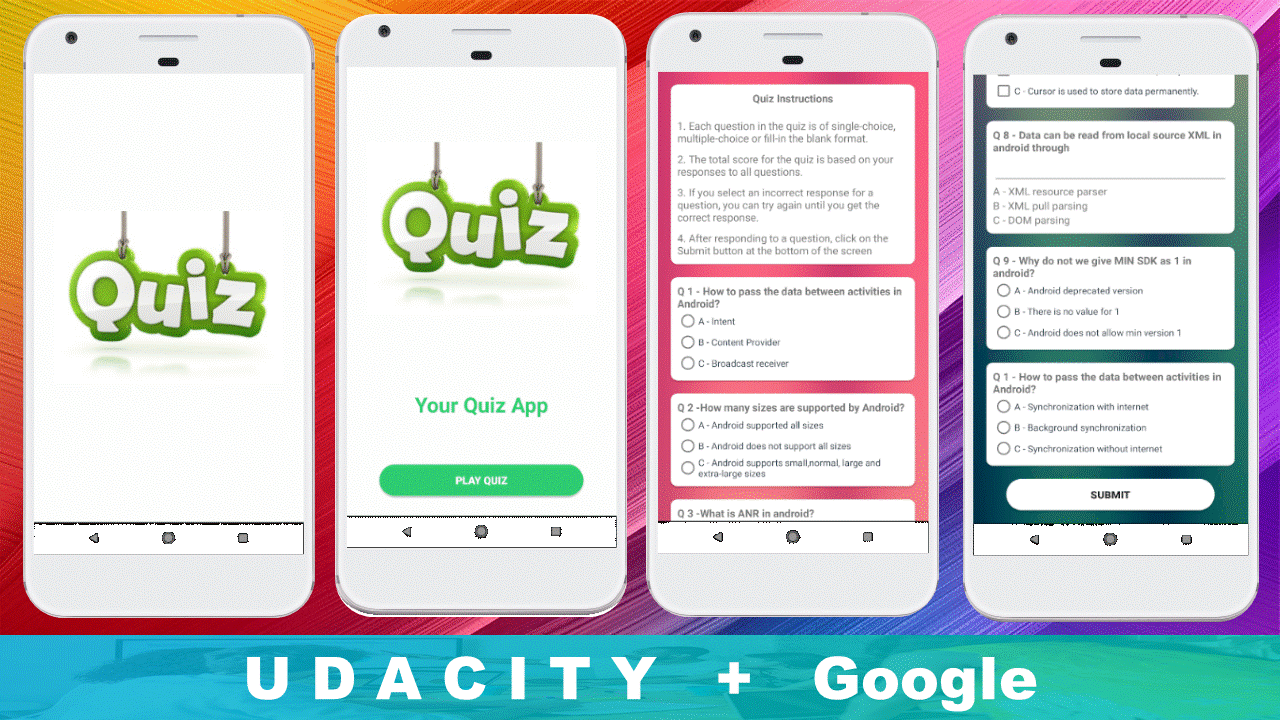 Quiz
Quiz
Your Quiz App
PLAY QUIZ
Quiz Instructions
1. Each question in the quiz is of single-choice,
multiple-choice or fill-in the blank format.
2. The total score for the quiz is based on your
responses to all questions.
3. If you select an incorrect response for a
question, you can try again until you get the
correct response.
4. After responding to a question, click on the
Submit button at the bottom of the screen
Q 1 - How to pass the data between activities in
Android?
A - Intent
B - Content Provider
C - Broadcast receiver
Q 2 -How many sizes are supported by Android?
A - Android supported all sizes
B - Android does not support all sizes
C - Android supports small,normal, large and
extra-large sizes
Q 3 -What is ANR in android?
C - Cursor is used to store data permanently.
Q 8 - Data can be read from local source XML in
android through
A - XML resource parser
B - XML pull parsing
C - DOM parsing
Q 9 - Why do not we give MIN SDK as 1 in
android?
A - Android deprecated version
B - There is no value for 1
C - Android does not allow min version 1
Q 1 - How to pass the data between activities in
Android?
A - Synchronization with internet
B - Background synchronization
C - Synchronization without internet
SUBMIT
UDACITY + Google